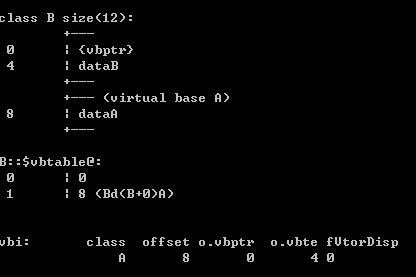 class B size(12):
        +---
 0      | {vbptr}
 4      | dataB
        +---
        +--- (virtual base A)
 8      | dataA
        +---
B::$vbtable@:
 0      | 0
 1      | 8 (Bd(B+0)A)
vbi:       class  offset o.vbptr  o.vbte fVtorDisp
               A       8       0       4 0